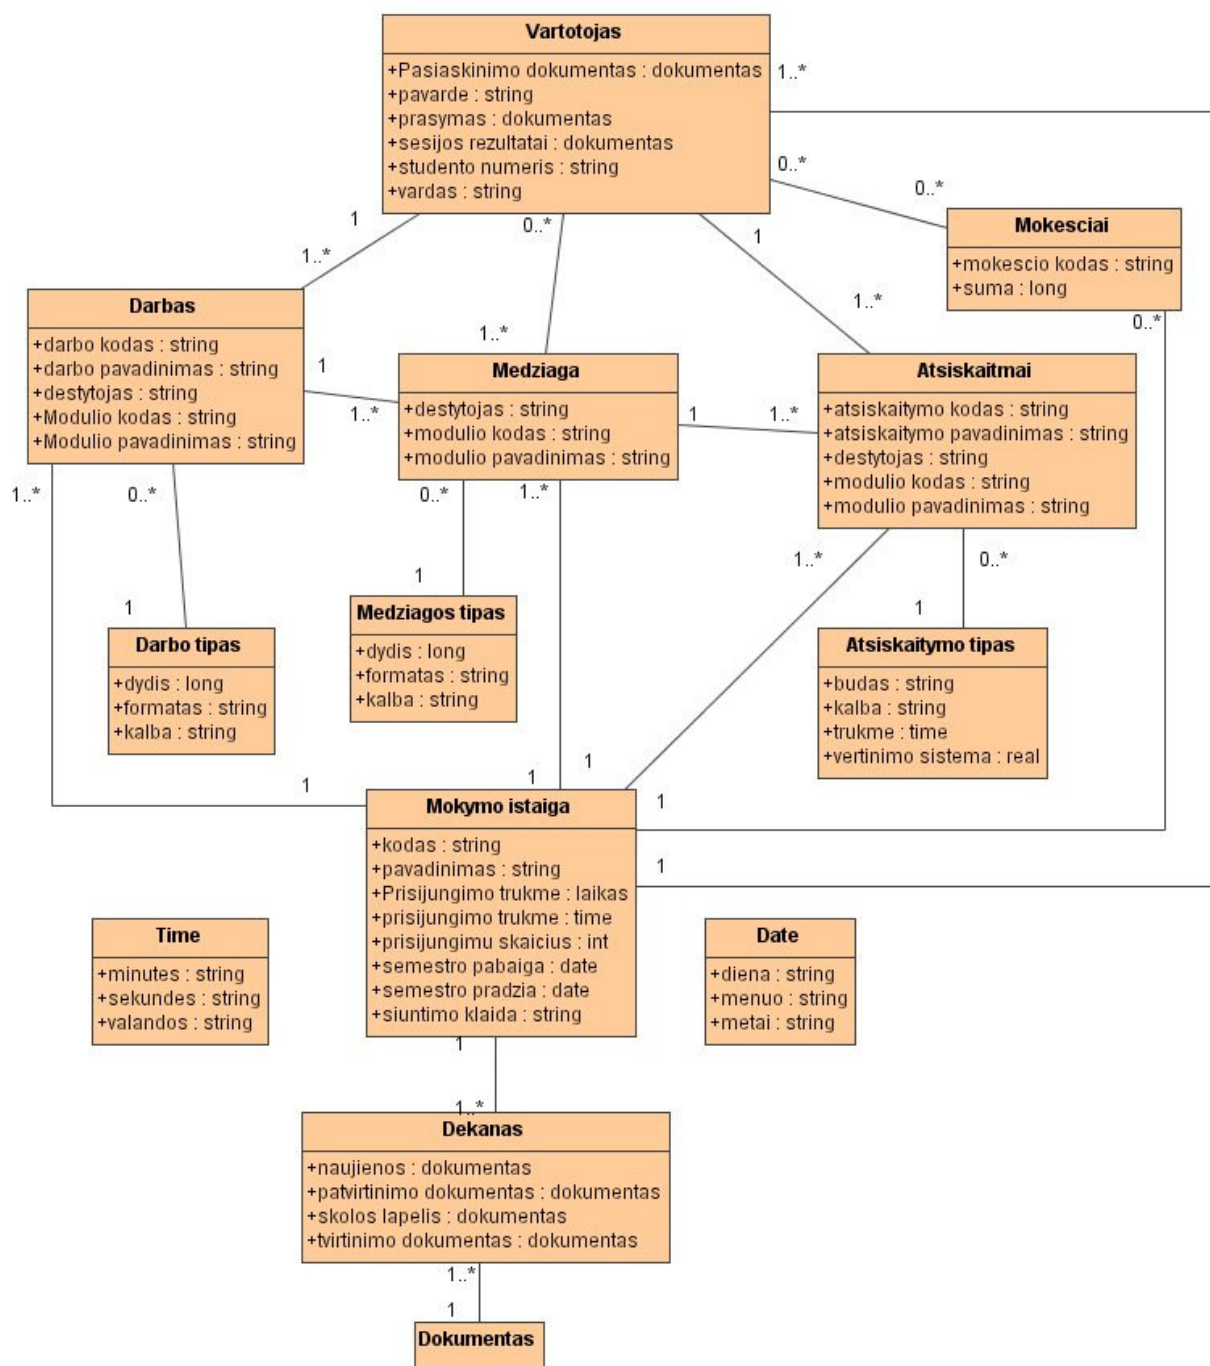 Vartotojas
+Pasiaskinimo dokumentas : dokumentas
+pavarde : string
+prasymas : dokumentas
+sesijos rezultatai : dokumentas
+studento numeris : string
+vardas : string
1..*
0..*
0..*
1
1..*
0..*
1..*
1
1..*
Mokesciai
+mokescio kodas : string
+suma : long
0..*
Darbas
+darbo kodas : string
+darbo pavadinimas : string
+destytojas : string
+Modulio kodas : string
+Modulio pavadinimas : string
1
1..*
Medziaga
+destytojas : string
+modulio kodas : string
+modulio pavadinimas : string
1
1..*
Atsiskaitmai
+atsiskaitymo kodas : string
+atsiskaitymo pavadinimas : string
+destytojas : string
+modulio kodas : string
+modulio pavadinimas : string
1..*
0..*
0..*
1..*
1..*
0..*
1
1
1
Darbo tipas
+dydis : long
+formatas : string
+kalba : string
Medziagos tipas
+dydis : long
+formatas : string
+kalba : string
Atsiskaitymo tipas
+budas : string
+kalba : string
+trukme : time
+vertinimo sistema : real
1
1
1
1
1
Mokymo istaiga
+kodas : string
+pavadinimas : string
+Prisijungimo trukme : laikas
+prisijungimo trukme : time
+prisijungimu skaicius : int
+semestro pabaiga : date
+semestro pradzia : date
+siuntimo klaida : string
Time
+minutes : string
+sekundes : string
+valandos : string
Date
+diena : string
+menuo : string
+metai : string
1
1..*
Dekanas
+naujienos : dokumentas
+patvirtinimo dokumentas : dokumentas
+skolos lapelis : dokumentas
+tvirtinimo dokumentas : dokumentas
1..*
1
Dokumentas